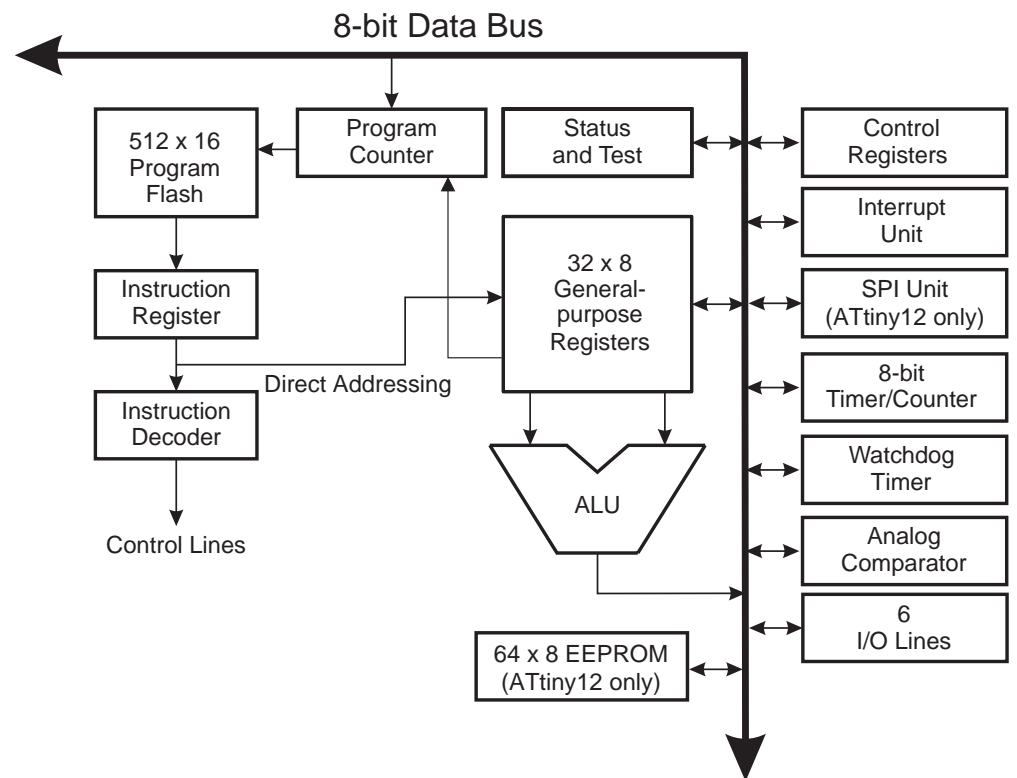 8-bit Data Bus
512 x 16
Program
Flash
Program
Counter
Status
and Test
Control
Registers
Interrupt
Unit
32 x 8
General-
purpose
Registers
Instruction
Register
SPI Unit
(ATtiny12 only)
Direct Addressing
8-bit
Timer/Counter
Instruction
Decoder
Watchdog
Timer
ALU
Control Lines
Analog
Comparator
6
I/O Lines
64 x 8 EEPROM
(ATtiny12 only)